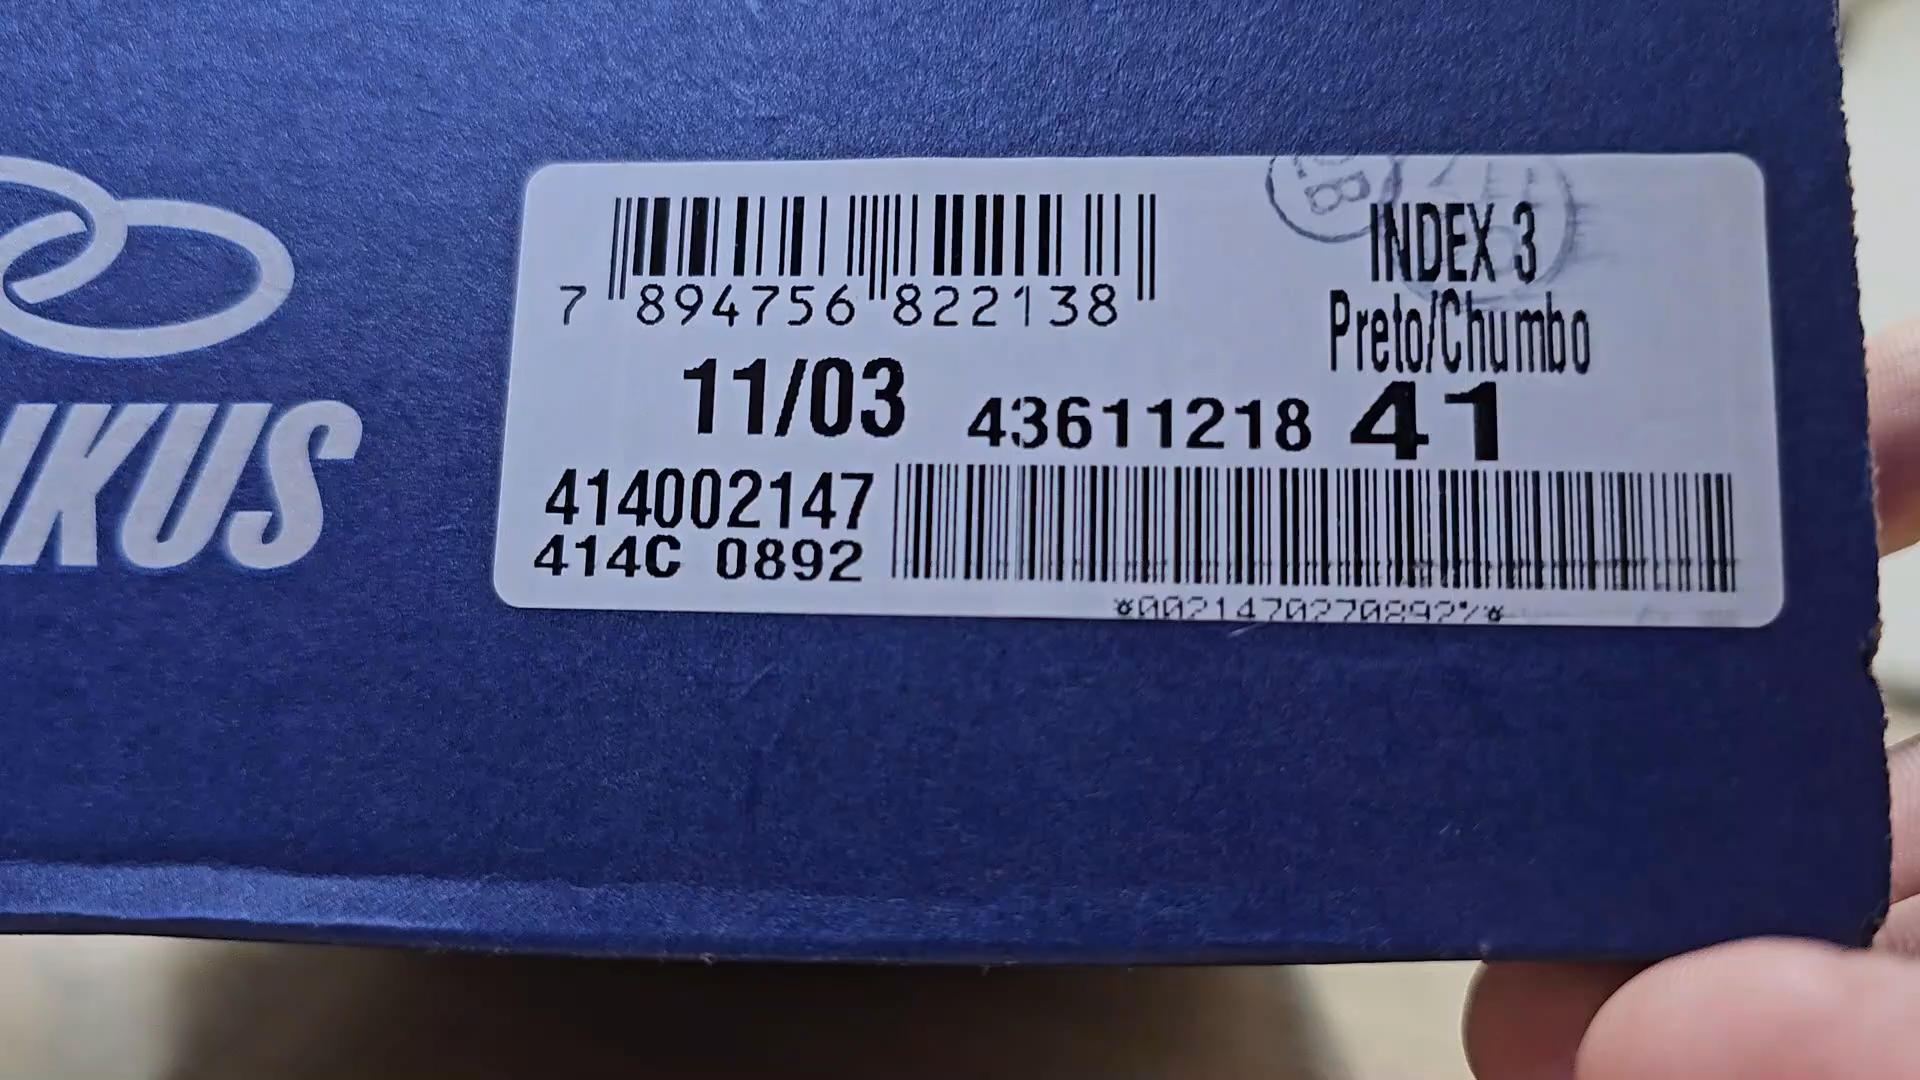 IKUS
7 894756 822138
INDEX 3
Preto/Chumbo
11/03 43611218 41
414002147
414C 0892